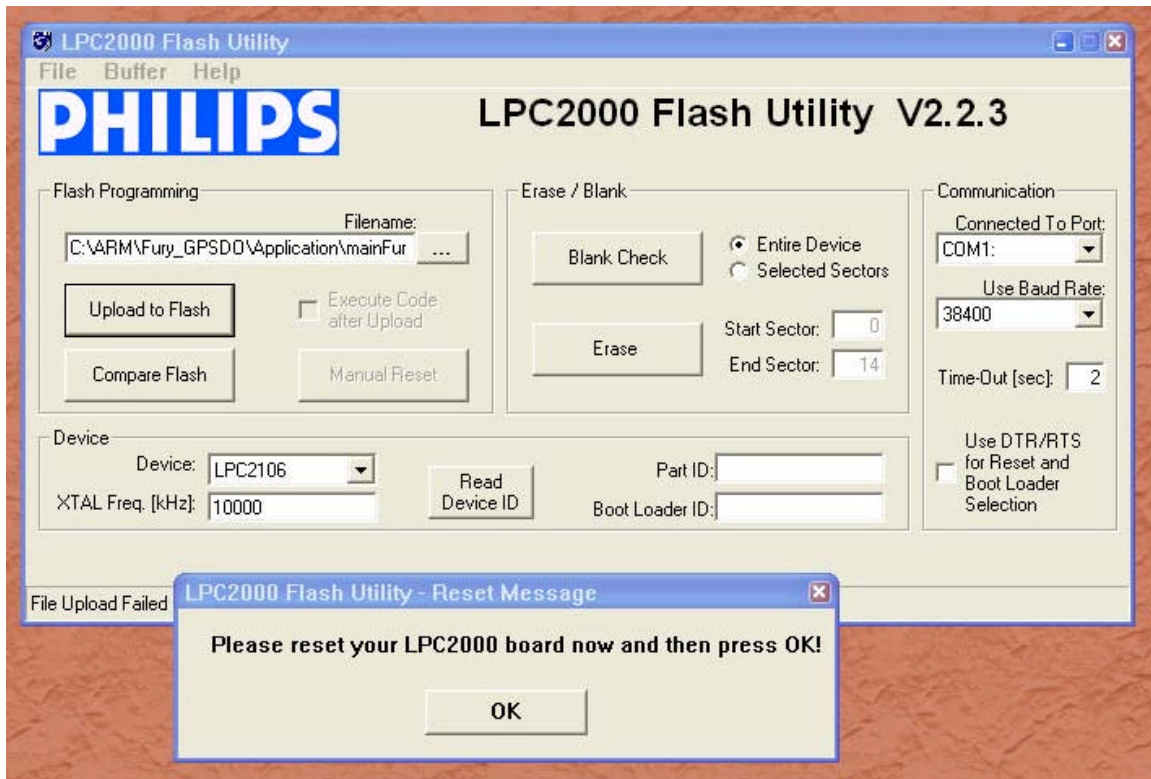 LPC2000 Flash Utility
File Buffer Help
PHILIPS
LPC2000 Flash Utility V2.2.3
Flash Programming
Filename:
C:\ARM\Fury_GPSDO\Application\mainFur
...
Upload to Flash
Execute Code
after Upload
Compare Flash
Manual Reset
Erase / Blank
Blank Check
Entire Device
Selected Sectors
Erase
Start Sector: 0
End Sector: 14
Communication
Connected To Port:
COM1:
Use Baud Rate:
38400
Time-Out [sec]: 2
Use DTR/RTS
for Reset and
Boot Loader
Selection
Device
Device: LPC2106
XTAL Freq. [kHz]: 10000
Read
Device ID
Part ID:
Boot Loader ID:
File Upload Failed
LPC2000 Flash Utility - Reset Message
Please reset your LPC2000 board now and then press OK!
OK